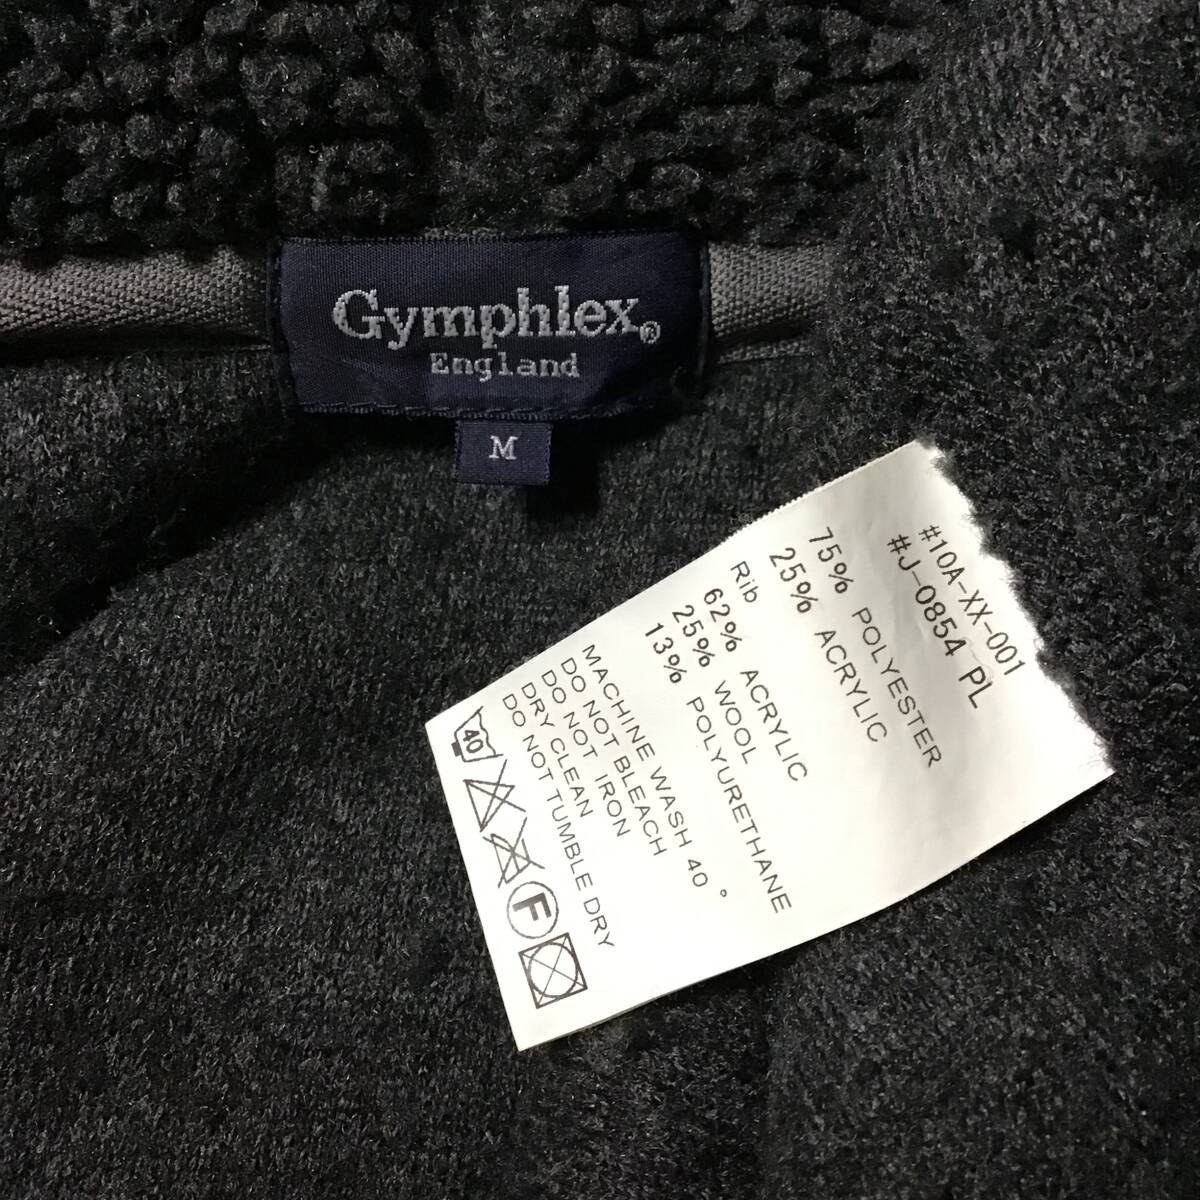 Gymphlex®
England
M
#10A-XX-001
#J-0854 PL
75% POLYESTER
25% ACRYLIC
Rib
62% ACRYLIC
25% WOOL
13% POLYURETHANE
MACHINE WASH 40°
DO NOT BLEACH
DO NOT IRON
DRY CLEAN
DO NOT TUMBLE DRY
40
F